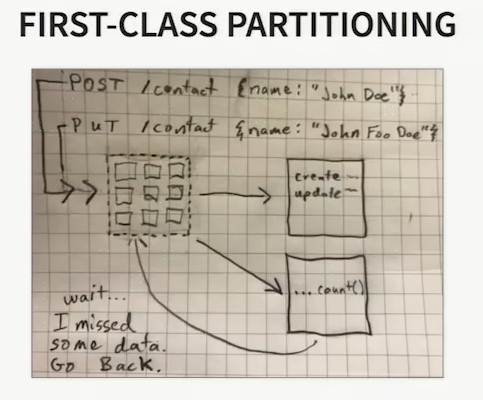 FIRST-CLASS PARTITIONING
POST /contact {name: "John Doe"}
PUT /contact {name: "John Foo Doe"}
create
update
... count()
wait...
I missed
some data.
Go Back.